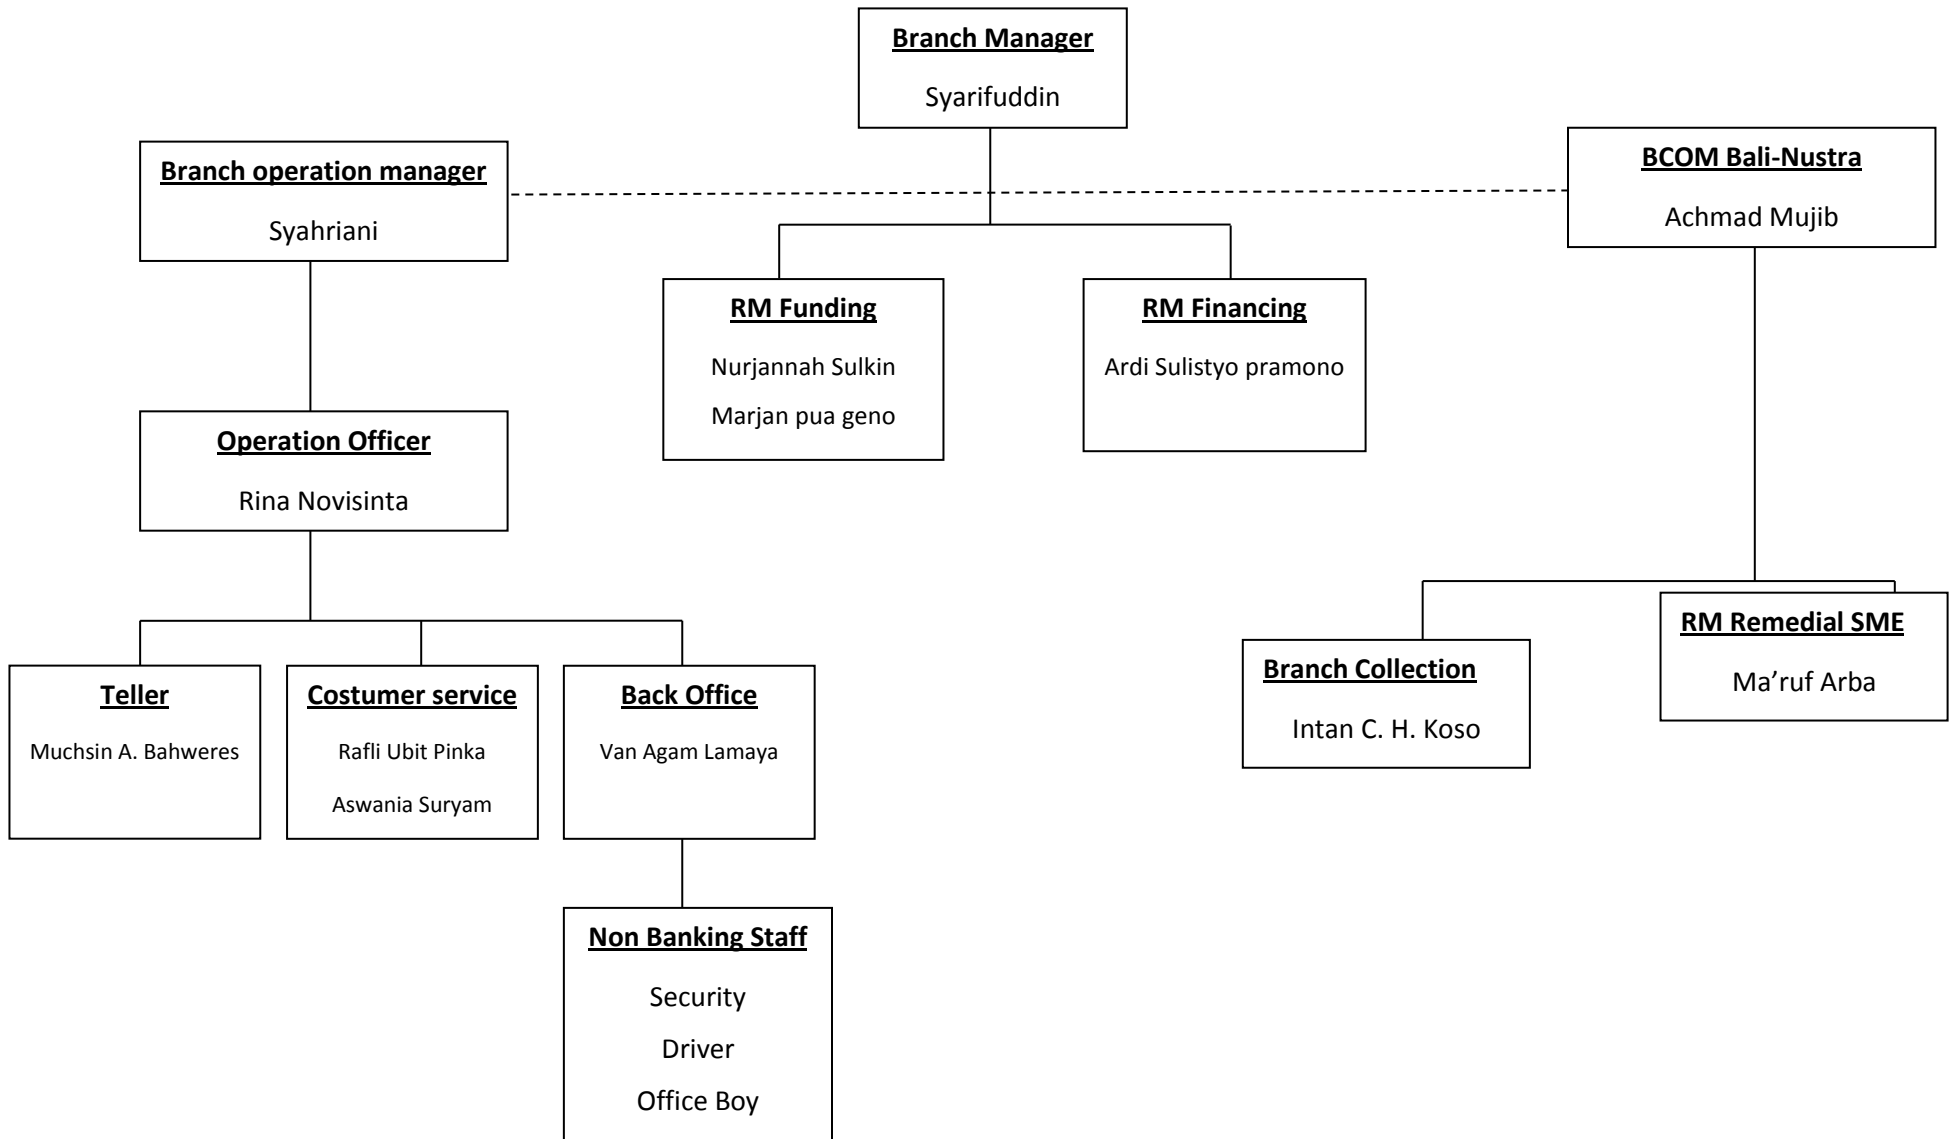 Branch Manager
Syarifuddin
Branch operation manager
Syahriani
BCOM Bali-Nustra
Achmad Mujib
RM Funding
Nurjannah Sulkin
Marjan pua geno
RM Financing
Ardi Sulistyo pramono
Operation Officer
Rina Novisinta
Teller
Muchsin A. Bahweres
Costumer service
Rafli Ubit Pinka
Aswania Suryam
Back Office
Van Agam Lamaya
Branch Collection
Intan C. H. Koso
RM Remedial SME
Ma’ruf Arba
Non Banking Staff
Security
Driver
Office Boy